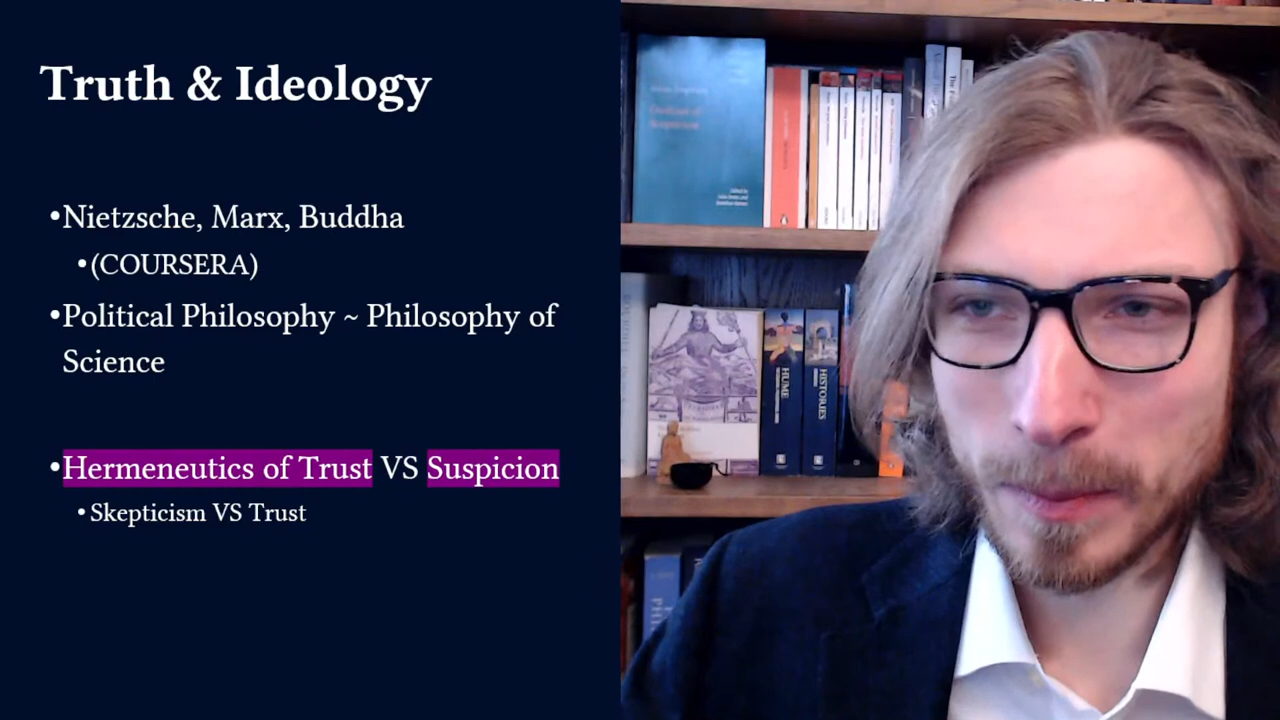 Truth & Ideology
•Nietzsche, Marx, Buddha
•(COURSERA)
•Political Philosophy ~ Philosophy of
Science
•Hermeneutics of Trust VS Suspicion
•Skepticism VS Trust
HUME
HISTORIES